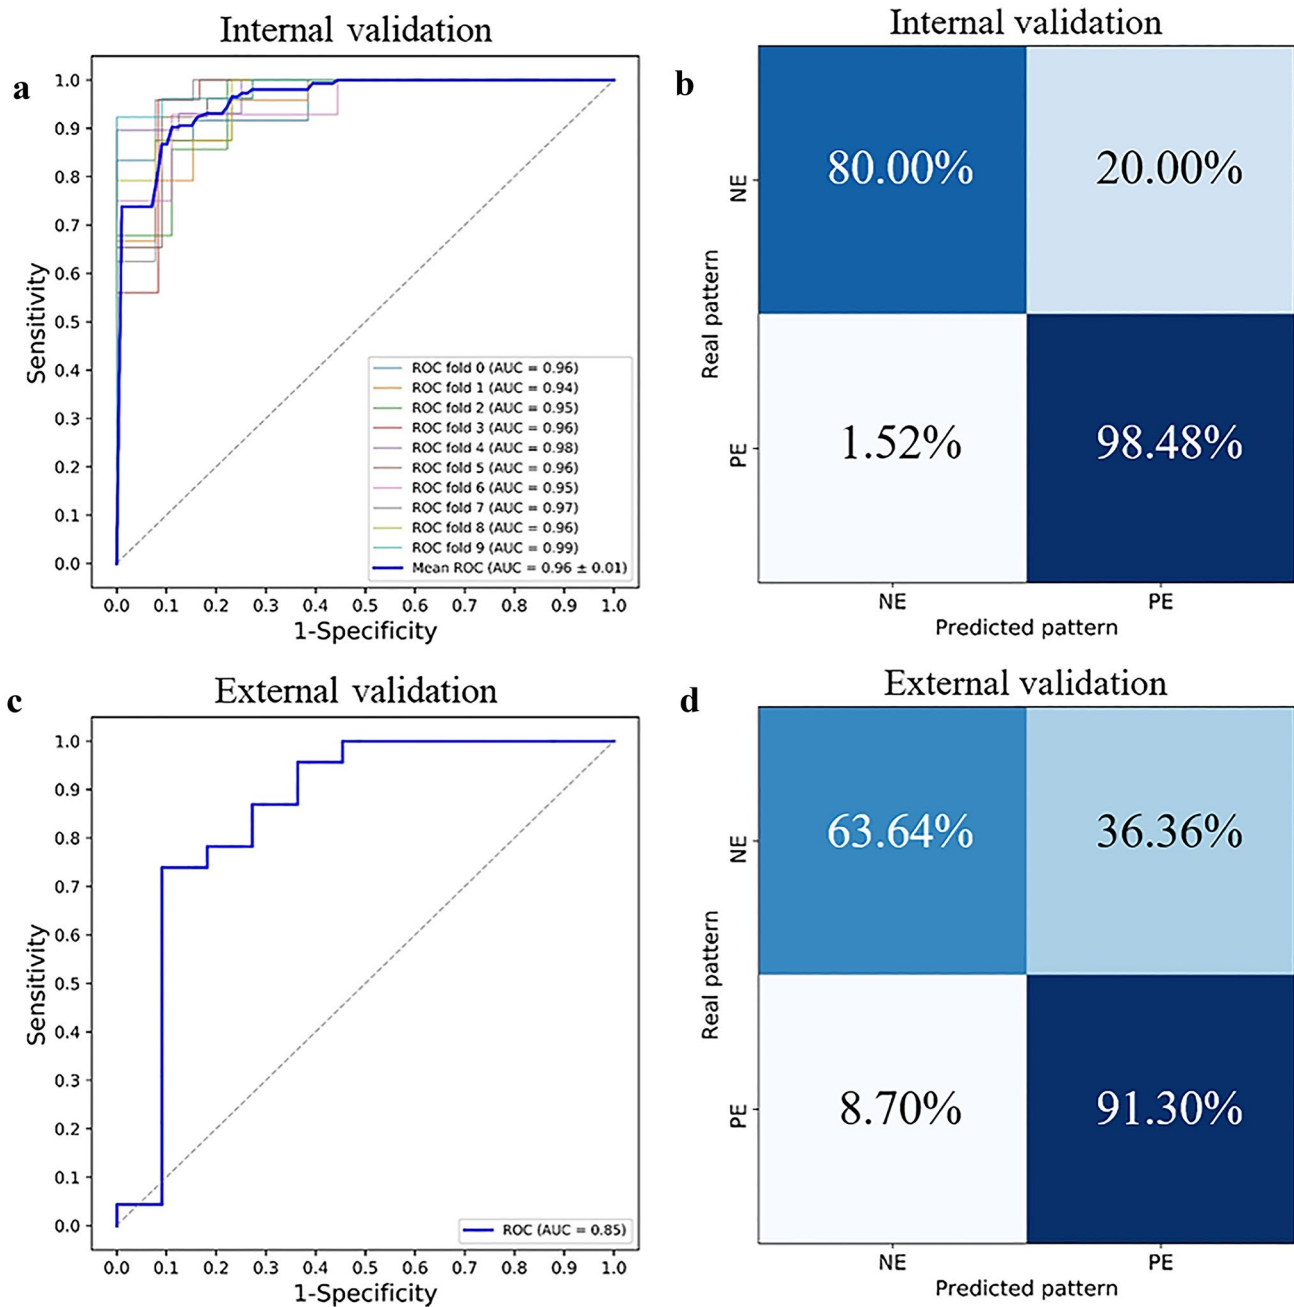 Internal validation
a
1.0
0.9
0.8
0.7
0.6
0.5
0.4
0.3
0.2
0.1
0.0
Sensitivity
ROC fold 0 (AUC = 0.96)
ROC fold 1 (AUC = 0.94)
ROC fold 2 (AUC = 0.95)
ROC fold 3 (AUC = 0.96)
ROC fold 4 (AUC = 0.98)
ROC fold 5 (AUC = 0.96)
ROC fold 6 (AUC = 0.95)
ROC fold 7 (AUC = 0.97)
ROC fold 8 (AUC = 0.96)
ROC fold 9 (AUC = 0.99)
Mean ROC (AUC = 0.96 ± 0.01)
0.0 0.1 0.2 0.3 0.4 0.5 0.6 0.7 0.8 0.9 1.0
1-Specificity
Internal validation
b
NE
80.00% 20.00%
Real pattern
PE
1.52% 98.48%
NE PE
Predicted pattern
External validation
c
1.0
0.9
0.8
0.7
0.6
0.5
0.4
0.3
0.2
0.1
0.0
Sensitivity
ROC (AUC = 0.85)
0.0 0.1 0.2 0.3 0.4 0.5 0.6 0.7 0.8 0.9 1.0
1-Specificity
External validation
d
NE
63.64% 36.36%
Real pattern
PE
8.70% 91.30%
NE PE
Predicted pattern